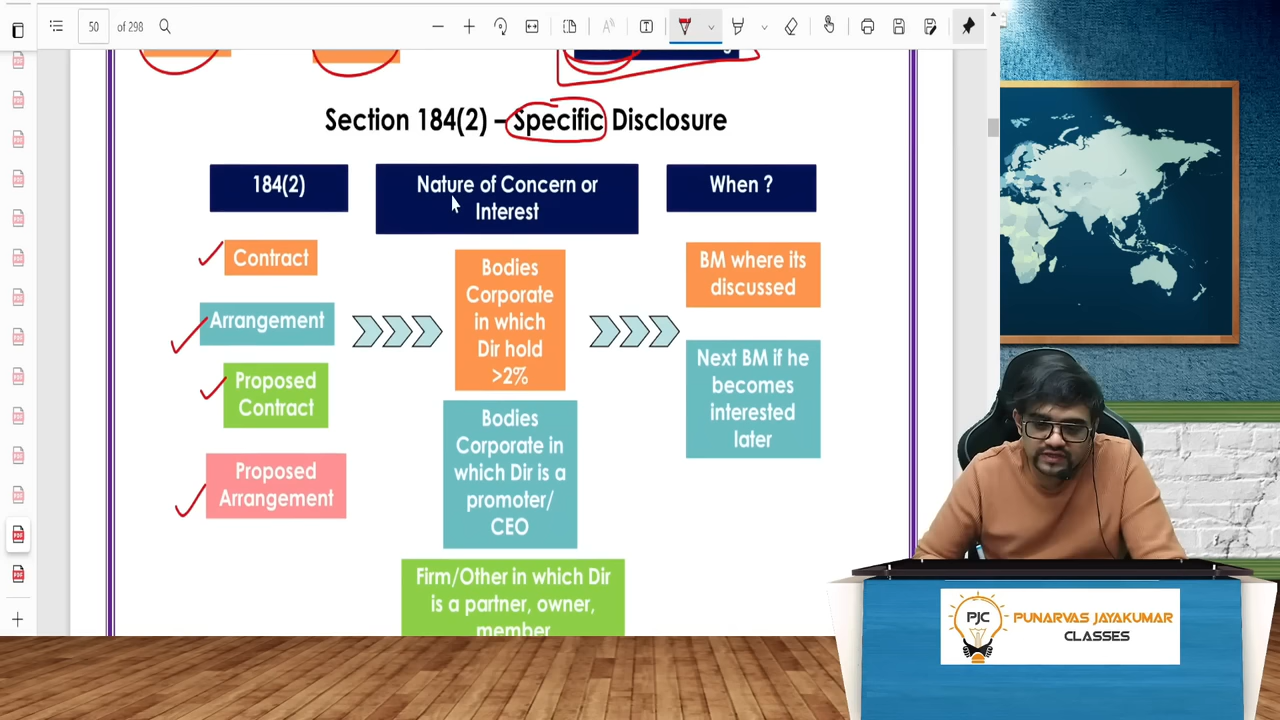 50
of 298
Section 184(2) – Specific Disclosure
184(2)
Nature of Concern or
Interest
When ?
Contract
Arrangement
Proposed
Contract
Proposed
Arrangement
Bodies
Corporate
in which
Dir hold
>2%
Bodies
Corporate in
which Dir is a
promoter/
CEO
Firm/Other in which Dir
is a partner, owner,
member
BM where its
discussed
Next BM if he
becomes
interested
later
PJC
PUNARVAS JAYAKUMAR
CLASSES